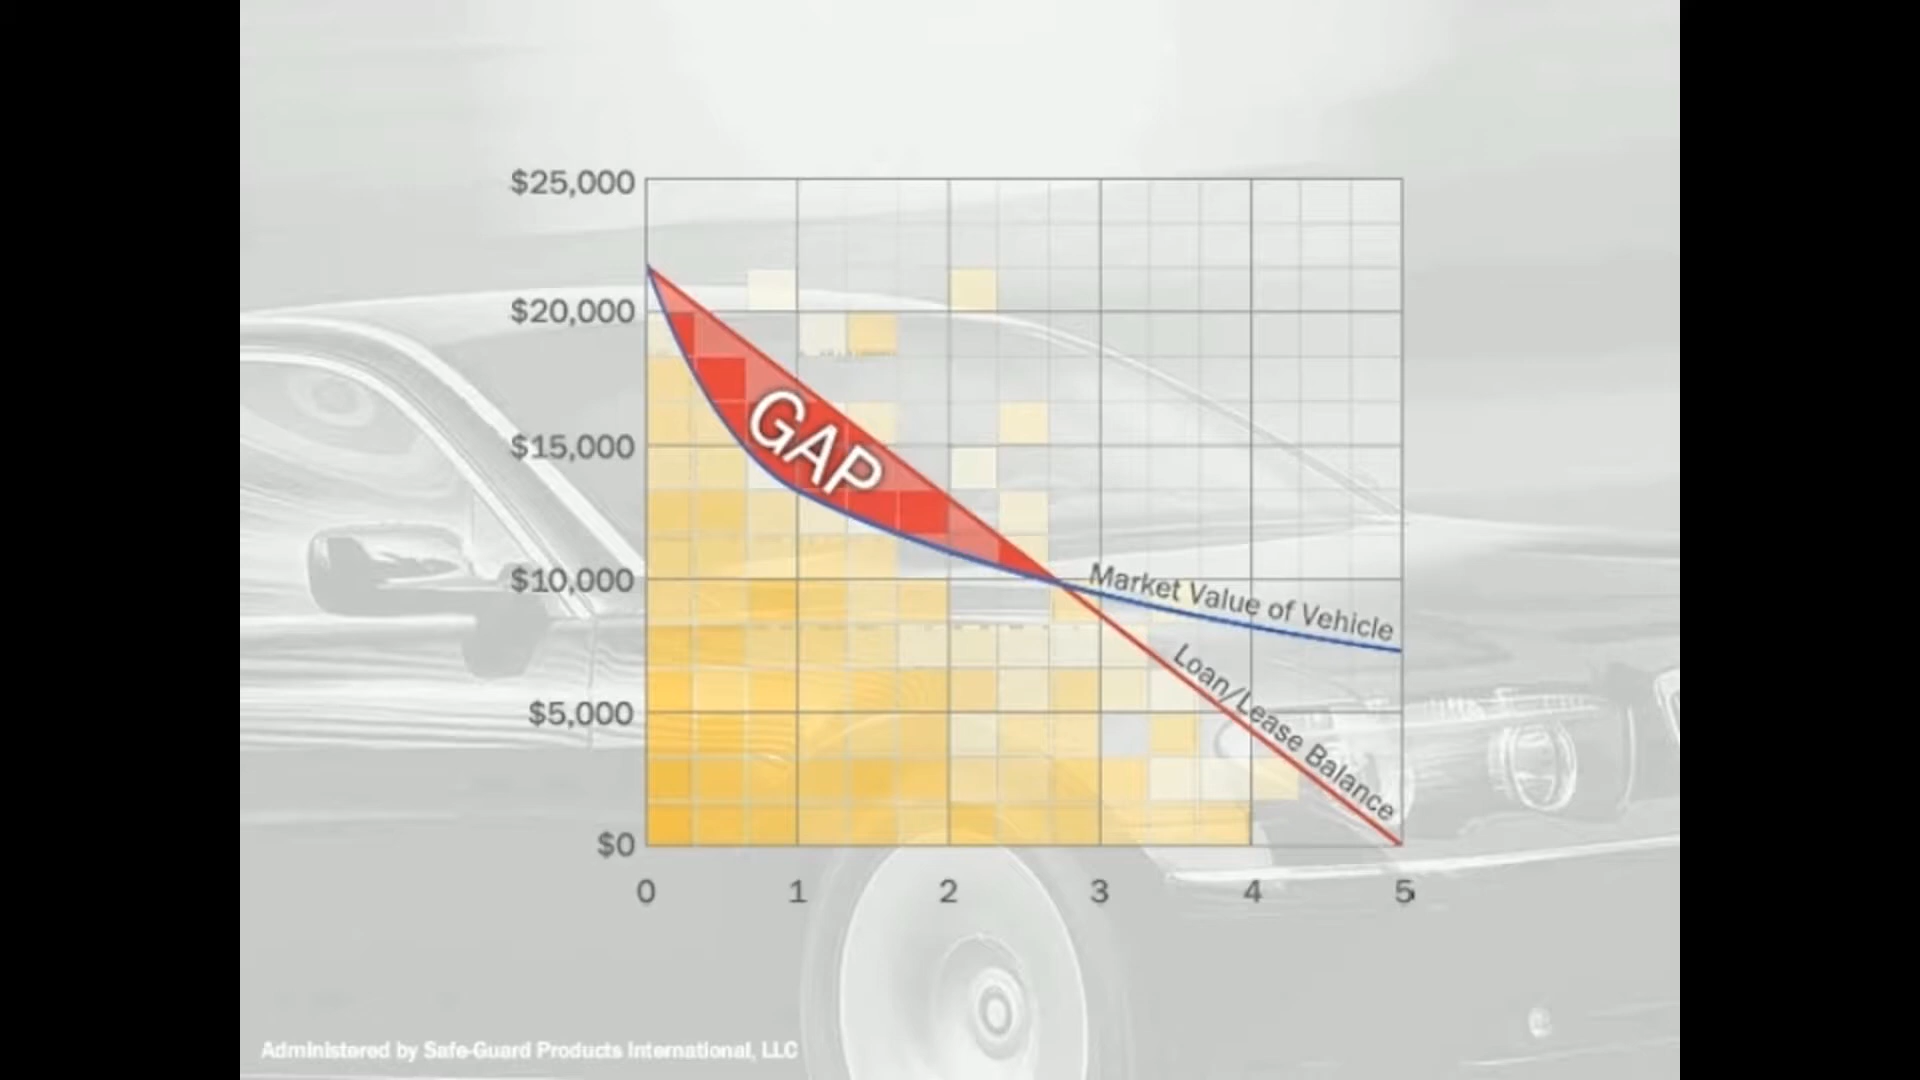 $25,000
$20,000
$15,000
$10,000
$5,000
$0
GAP
Market Value of Vehicle
Loan/Lease Balance
0 1 2 3 4 5
Administered by Safe-Guard Products International, LLC